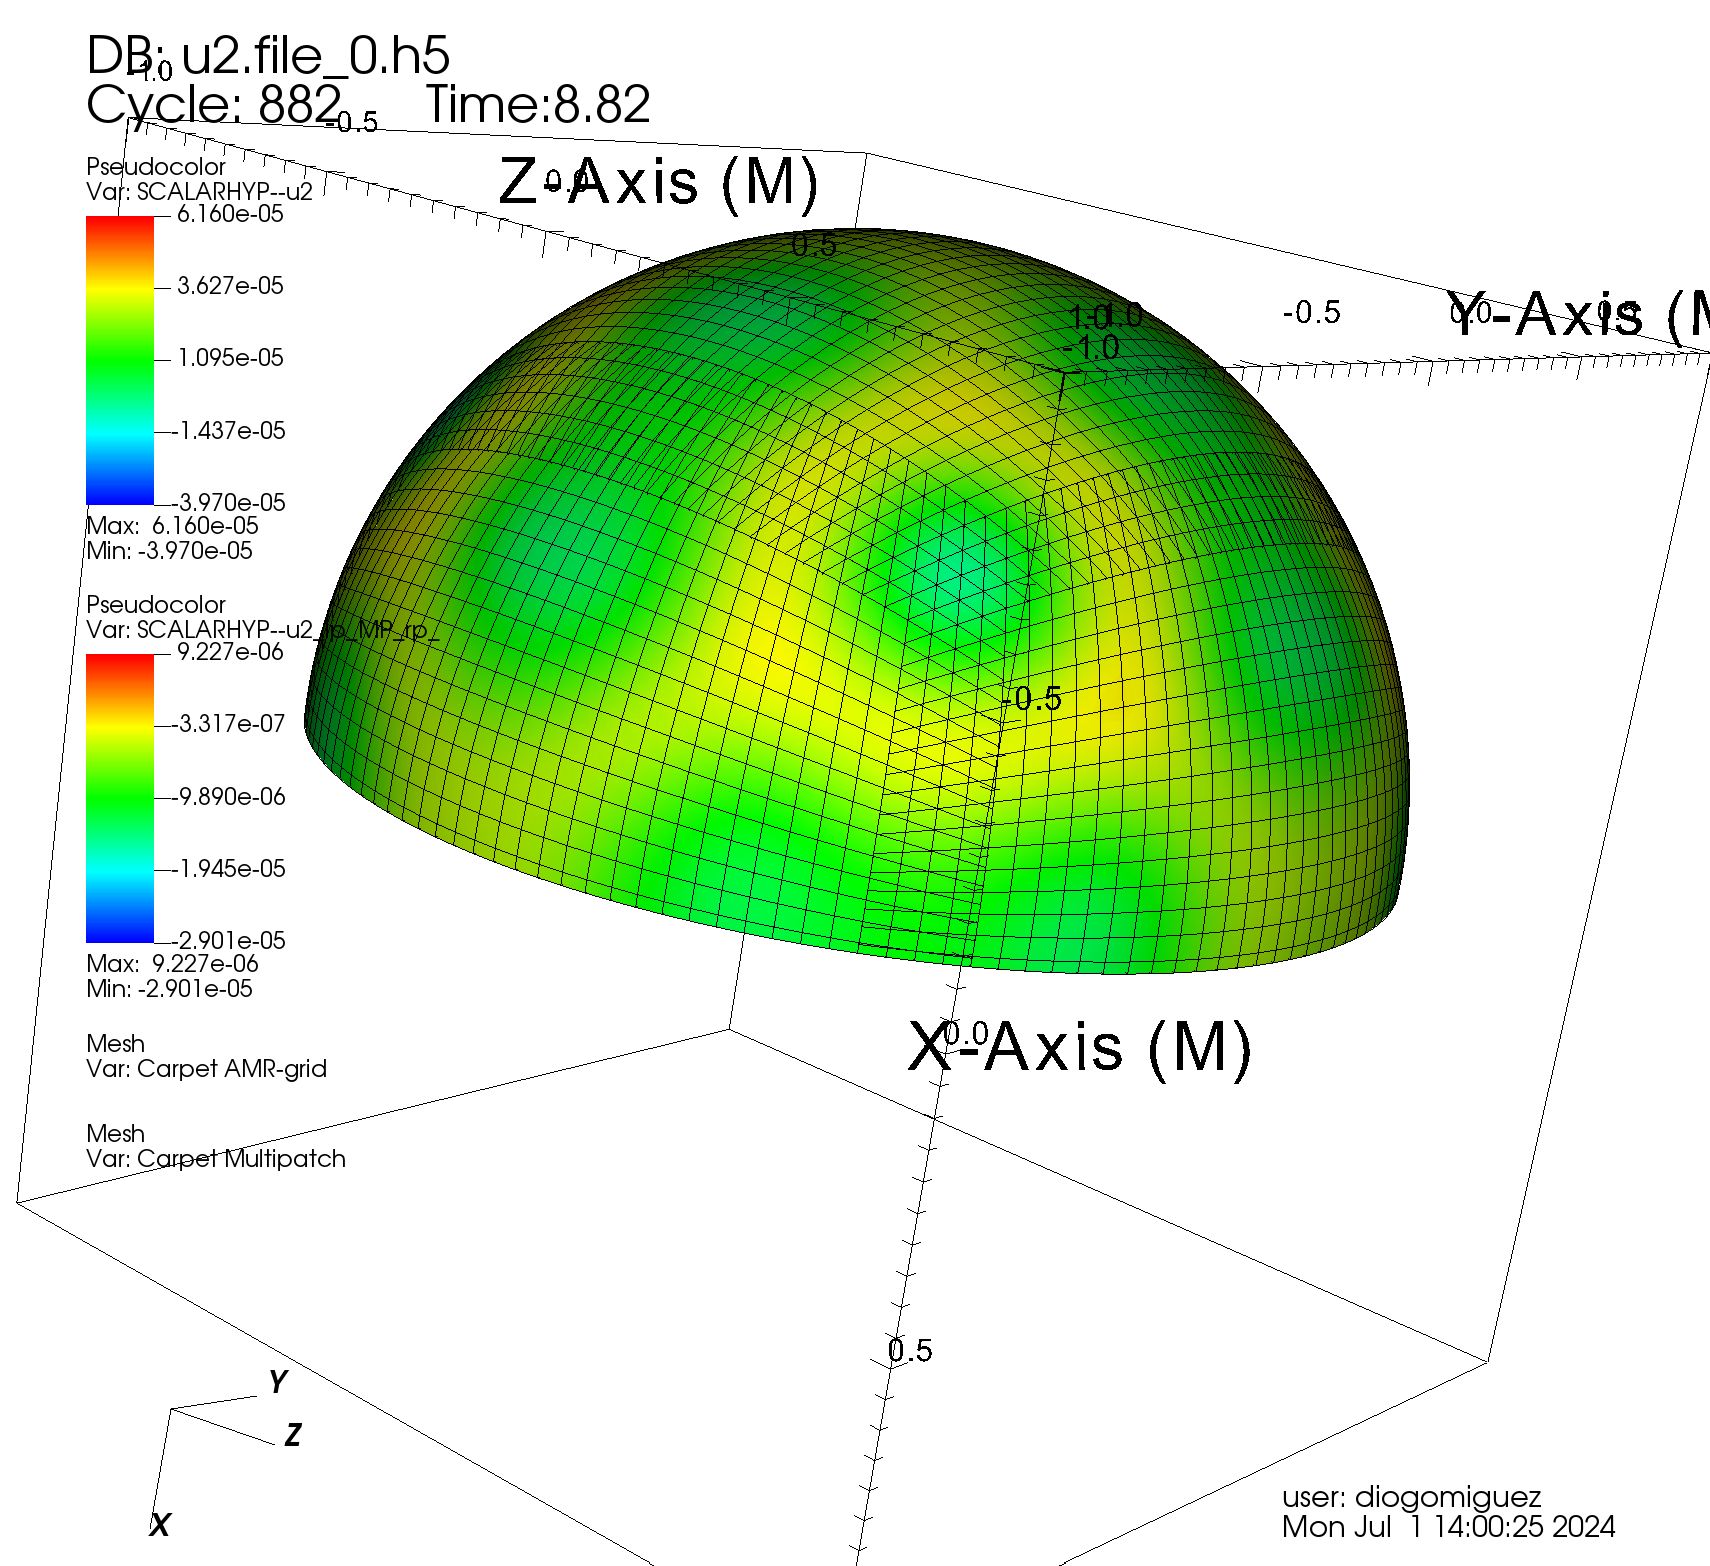 DB: u2.file_0.h5
Cycle: 882 Time:8.82
-1.0
-0.5
0.0
0.5
1.0
Z-Axis (M)
Pseudocolor
Var: SCALARHYP--u2
6.160e-05
3.627e-05
1.095e-05
-1.437e-05
-3.970e-05
Max: 6.160e-05
Min: -3.970e-05
Pseudocolor
Var: SCALARHYP--u2_lp_MP_rp_
9.227e-06
-3.317e-07
-9.890e-06
-1.945e-05
-2.901e-05
Max: 9.227e-06
Min: -2.901e-05
Mesh
Var: Carpet AMR-grid
Mesh
Var: Carpet Multipatch
-1.0
-0.5
0.0
Y-Axis (M
-1.0
-0.5
0.0
X-Axis (M)
0.5
Y
Z
X
user: diogomiguez
Mon Jul 1 14:00:25 2024